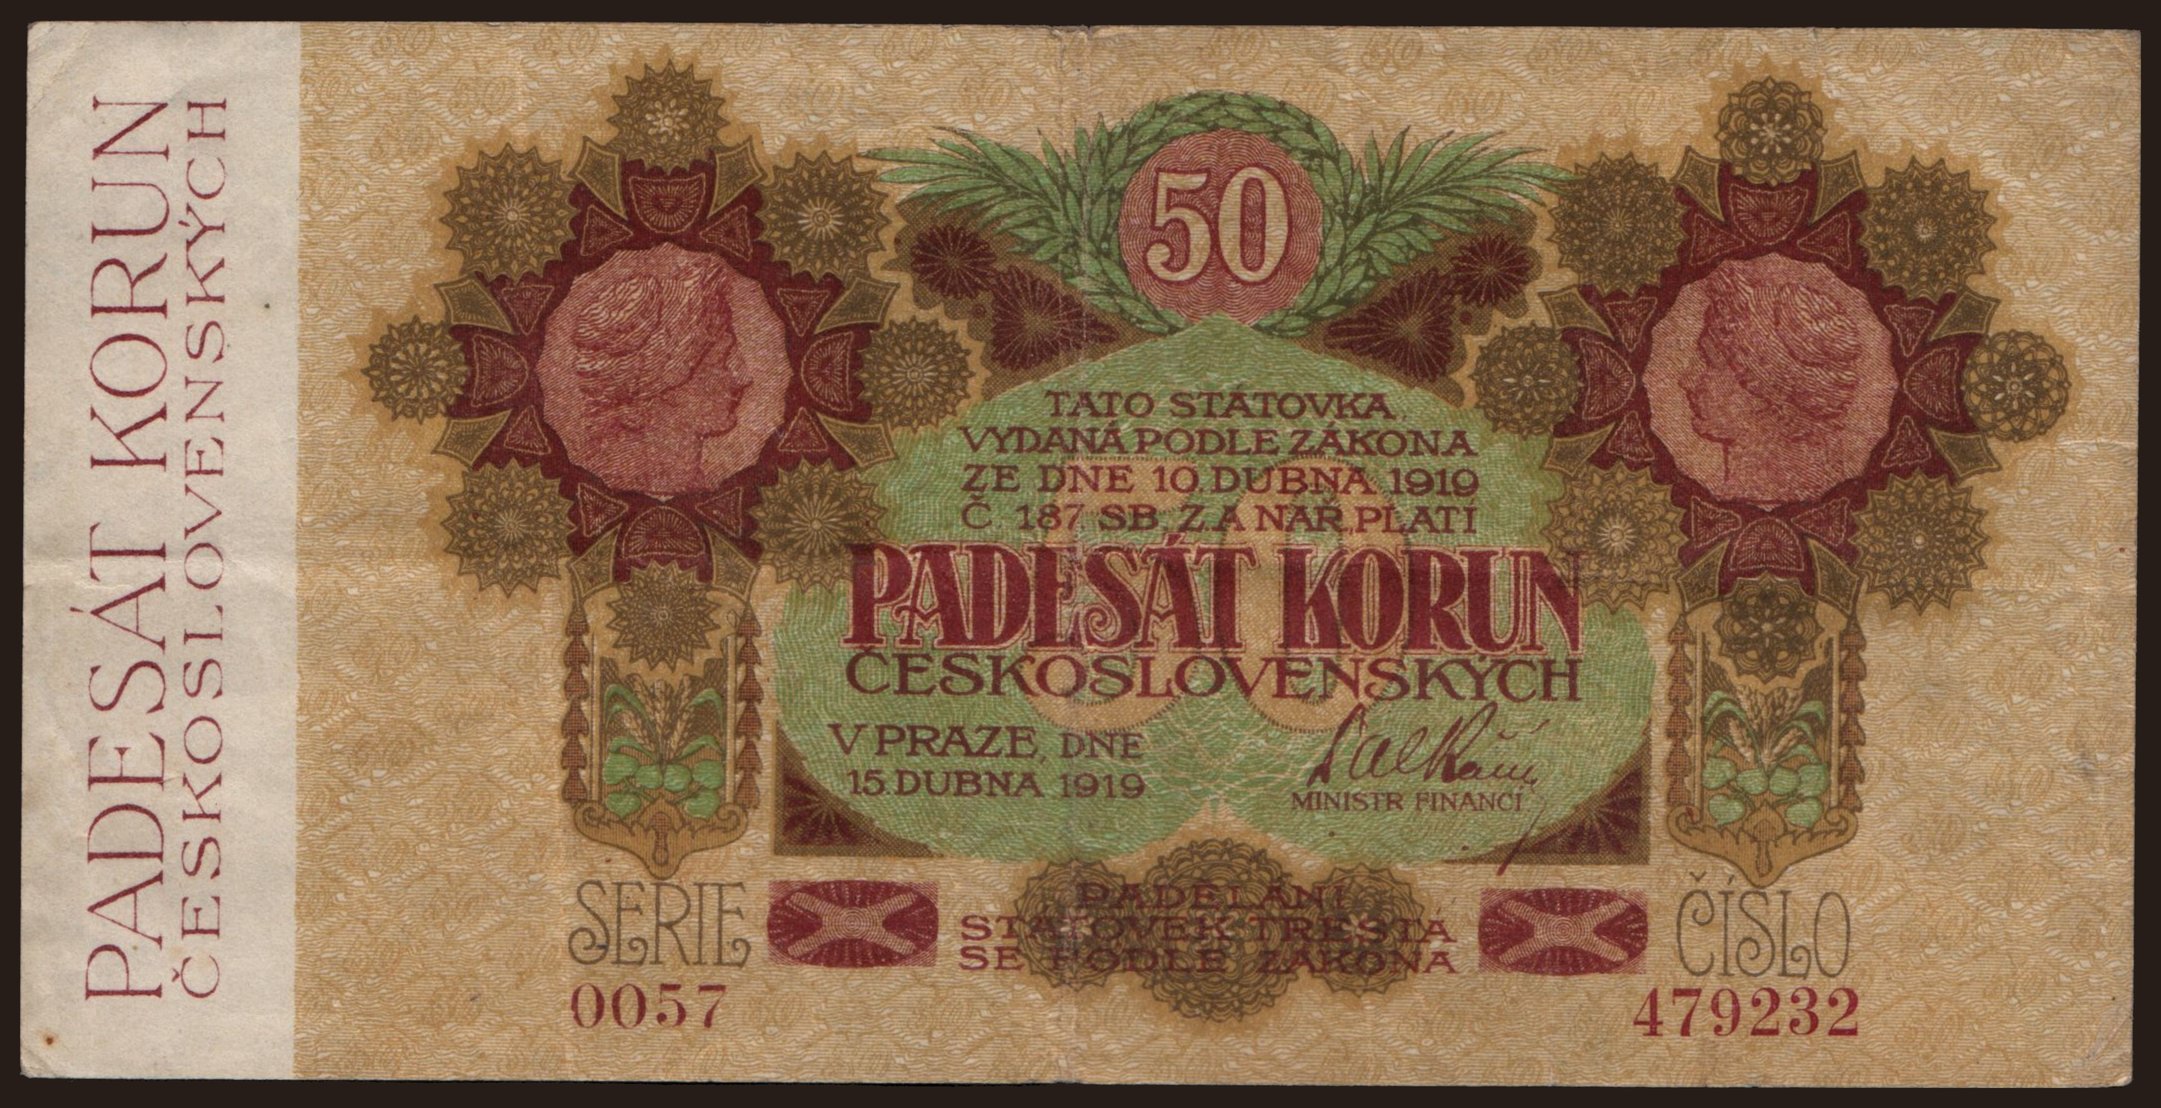 PADESÁT KORUN
ČESKOSLOVENSKÝCH
50
TATO STÁTOVKA,
VYDANÁ PODLE ZÁKONA
ZE DNE 10. DUBNA 1919
Č. 187 SB. Z. A NAŘ. PLATÍ
PADESÁT KORUN
ČESKOSLOVENSKÝCH
V PRAZE, DNE
15. DUBNA 1919
MINISTR FINANCÍ
PADĚLÁNÍ
STÁTOVEK TRESTÁ
SE PODLE ZÁKONA
SERIE
0057
ČÍSLO
479232